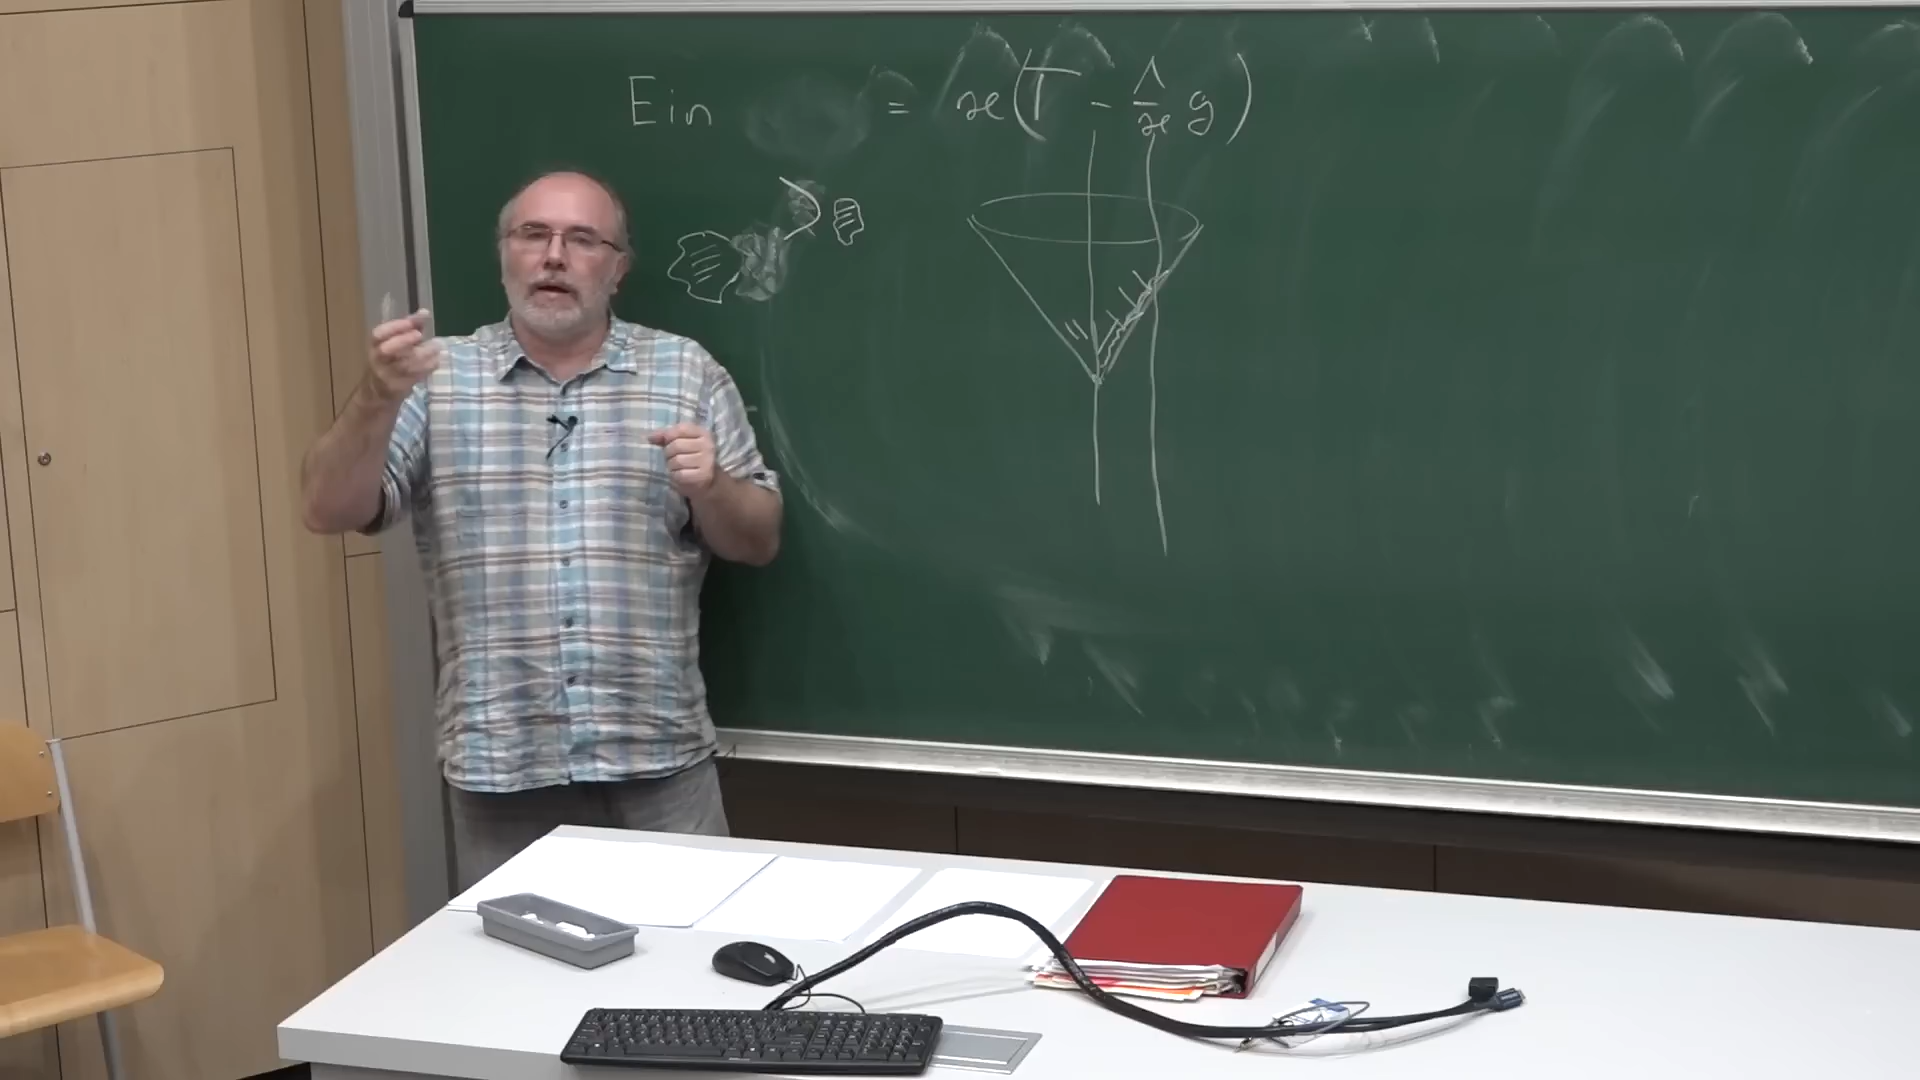 Ein = æ(T - Λ/æ g)